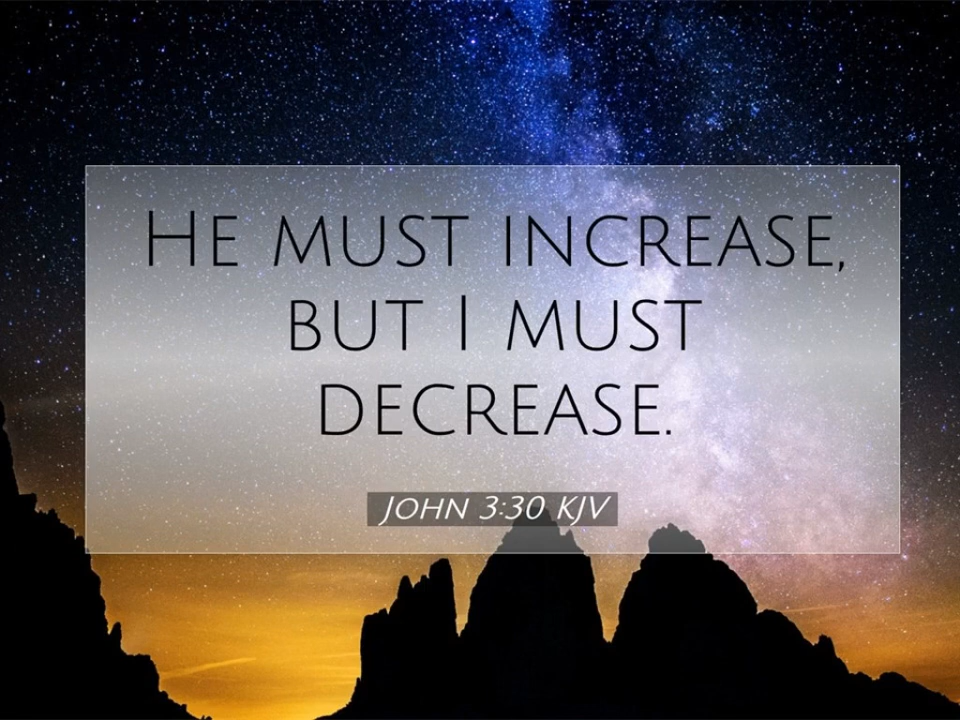 He must increase,
but I must
decrease.
John 3:30 KJV